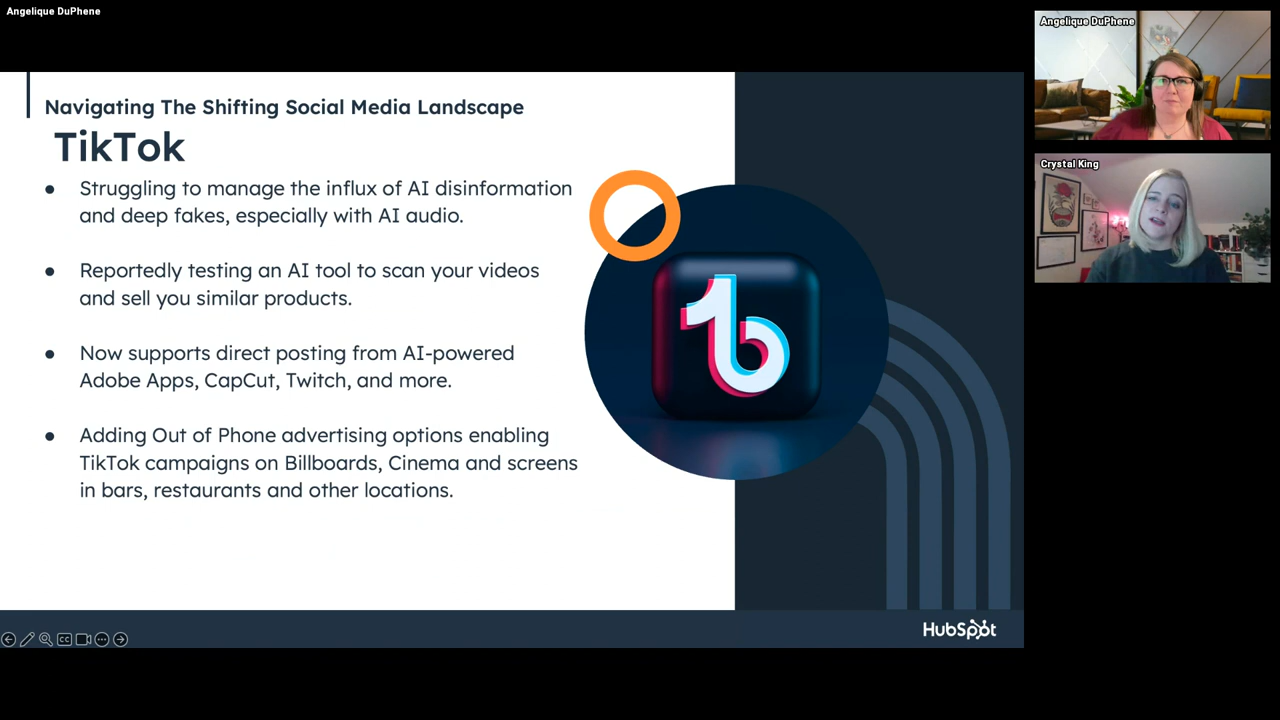 Angelique DuPhene
Navigating The Shifting Social Media Landscape
TikTok
● Struggling to manage the influx of AI disinformation
and deep fakes, especially with AI audio.
● Reportedly testing an AI tool to scan your videos
and sell you similar products.
● Now supports direct posting from AI-powered
Adobe Apps, CapCut, Twitch, and more.
● Adding Out of Phone advertising options enabling
TikTok campaigns on Billboards, Cinema and screens
in bars, restaurants and other locations.
CC
HubSpot
Angelique DuPhene
Crystal King